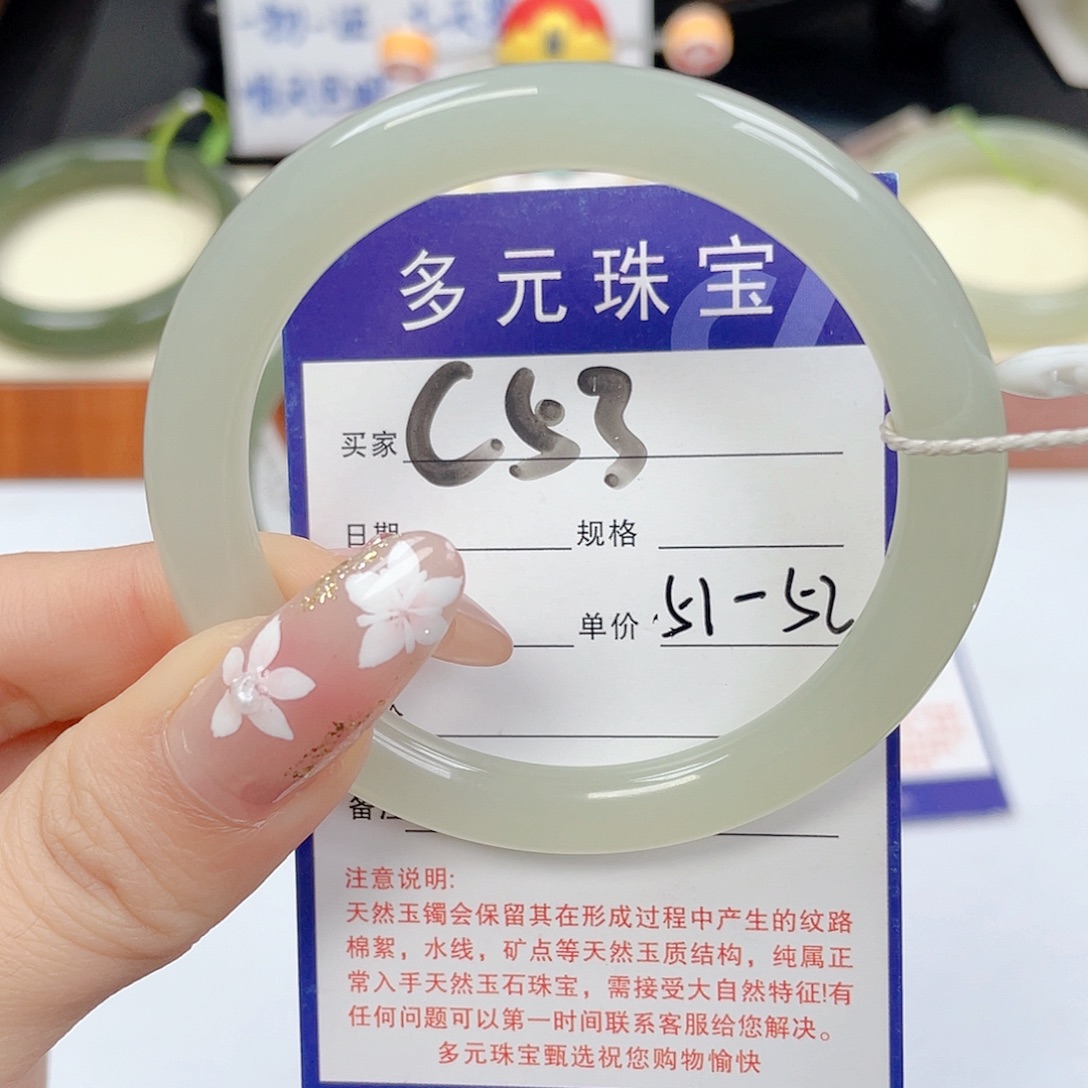 多元珠宝
买家 C53
日期 规格
单价 51-52
备注
注意说明:
天然玉镯会保留其在形成过程中产生的纹路
棉絮，水线，矿点等天然玉质结构，纯属正
常入手天然玉石珠宝，需接受大自然特征!有
任何问题可以第一时间联系客服给您解决。
多元珠宝甄选祝您购物愉快